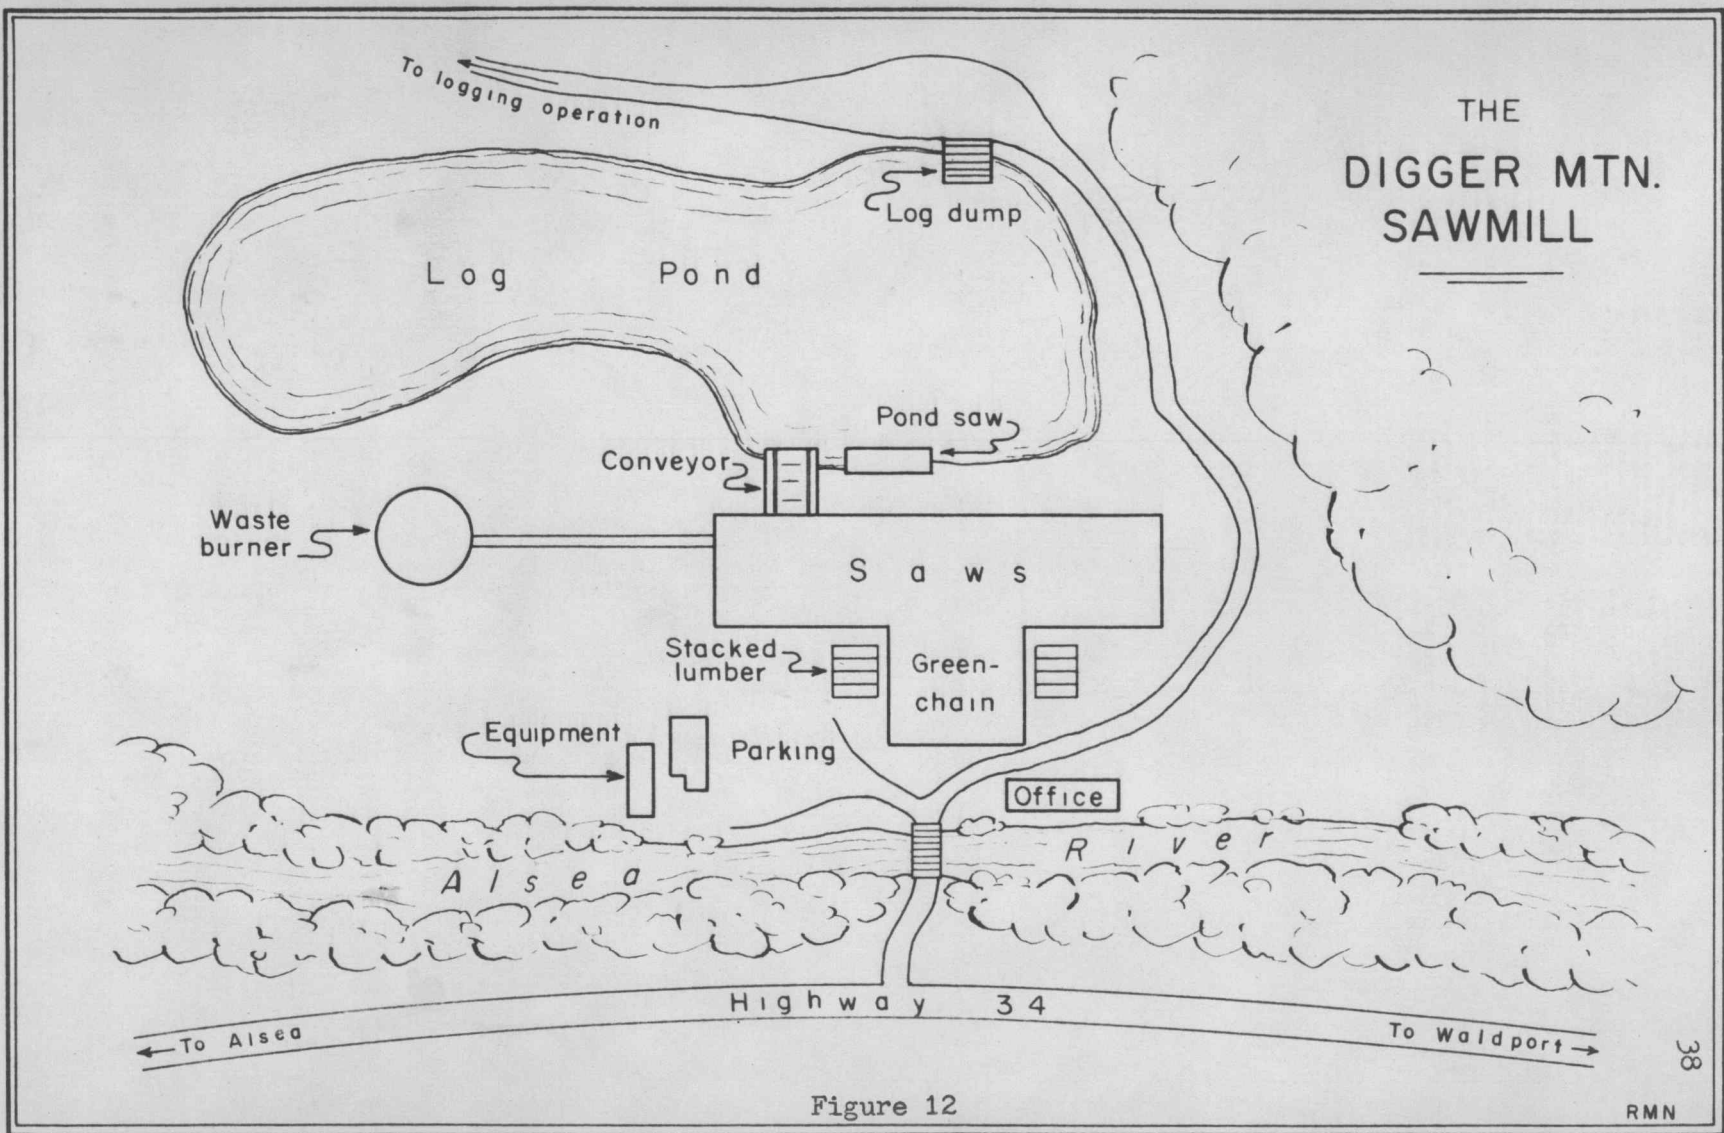 THE
DIGGER MTN.
SAWMILL
To logging operation
Log dump
Log Pond
Pond saw
Conveyor
Waste
burner
Saws
Stacked
lumber
Green-
chain
Equipment
Parking
Office
Alsea River
Highway 34
To Alsea
To Waldport
38
Figure 12
RMN